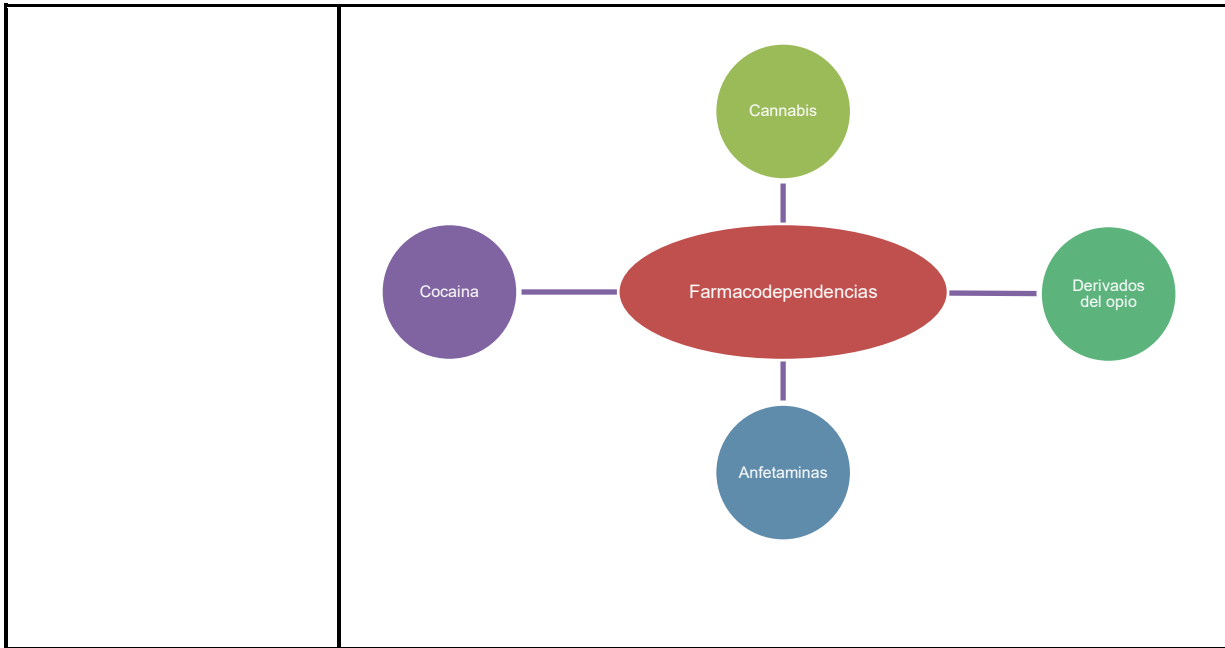 Cannabis
Cocaina
Farmacodependencias
Derivados
del opio
Anfetaminas